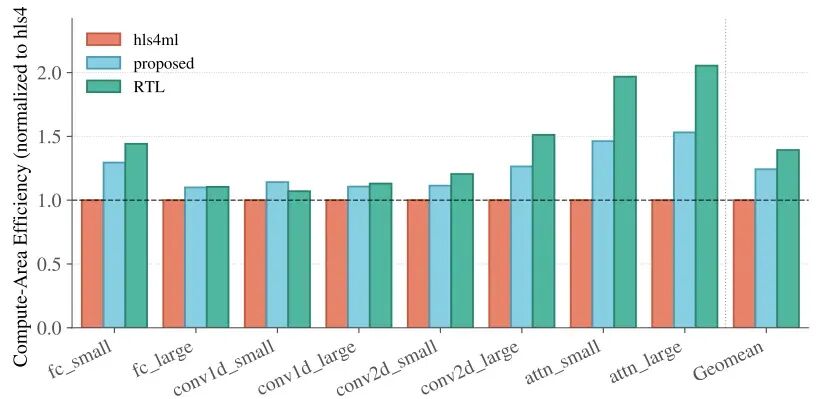 Compute-Area Efficiency (normalized to hls4
hls4ml
proposed
RTL
2.0
1.5
1.0
0.5
0.0
fc_small
fc_large
conv1d_small
conv1d_large
conv2d_small
conv2d_large
attn_small
attn_large
Geomean